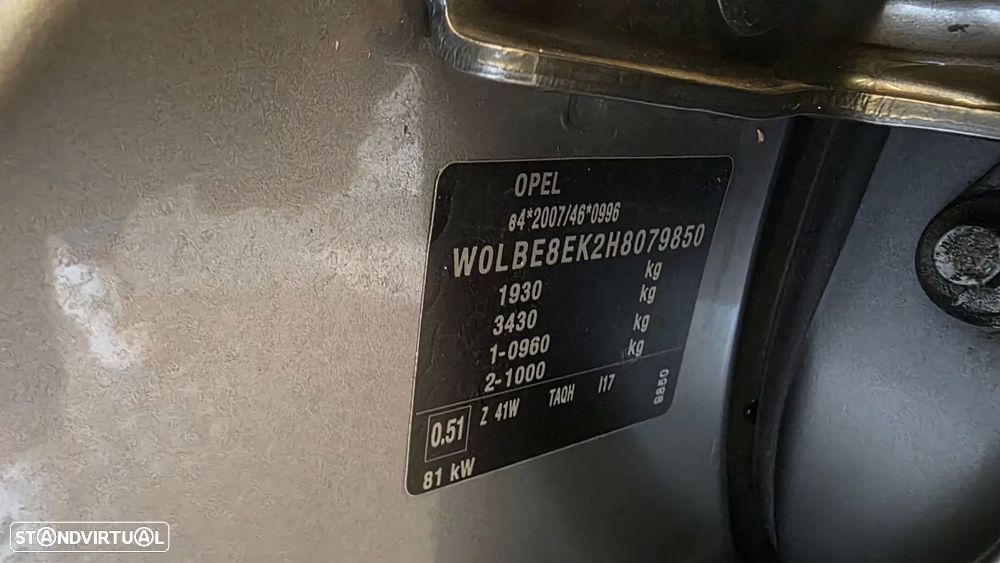 OPEL
e4*2007/46*0996
W0LBE8EK2H8079850
1930 kg
3430 kg
1-0960 kg
2-1000 kg
0.51 Z 41W TAQH I17 9850
81 kW
STANDVIRTUAL